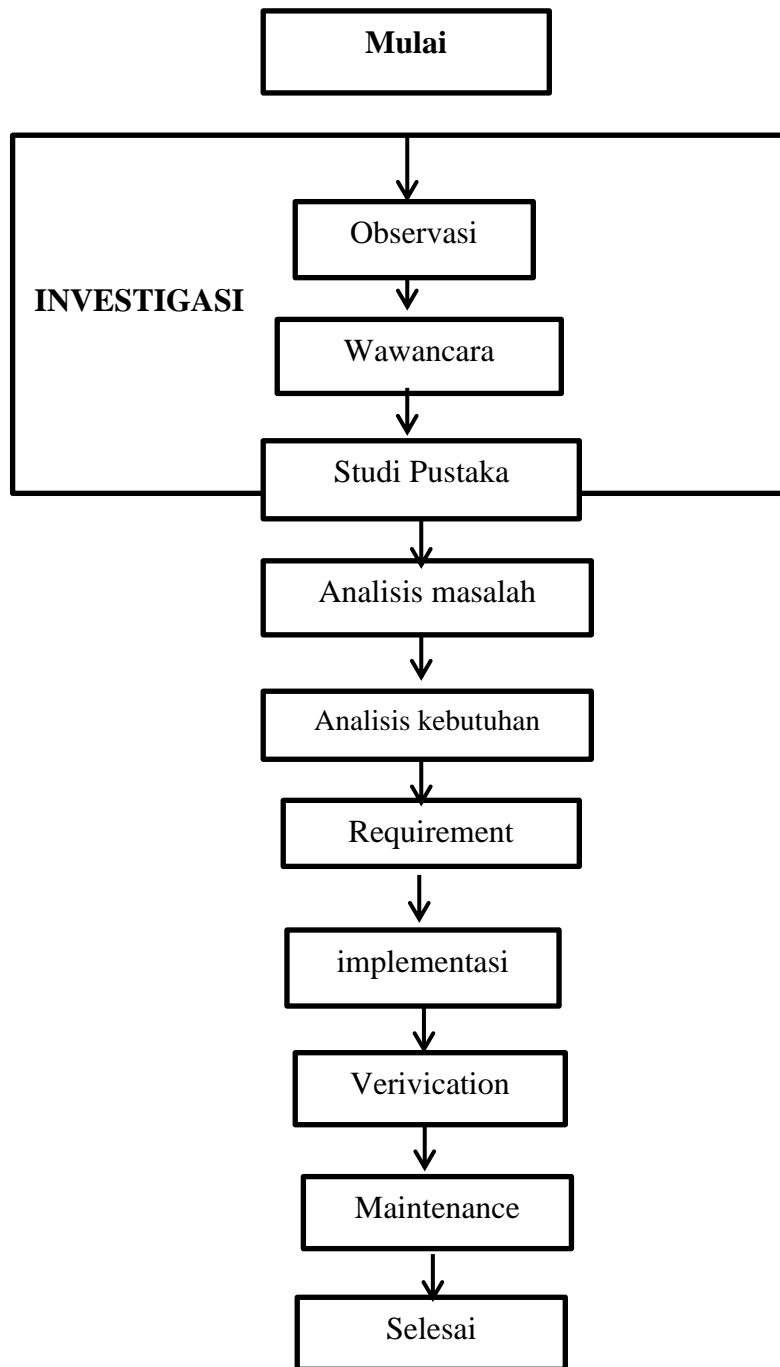 Mulai
Observasi
INVESTIGASI
Wawancara
Studi Pustaka
Analisis masalah
Analisis kebutuhan
Requirement
implementasi
Verivication
Maintenance
Selesai